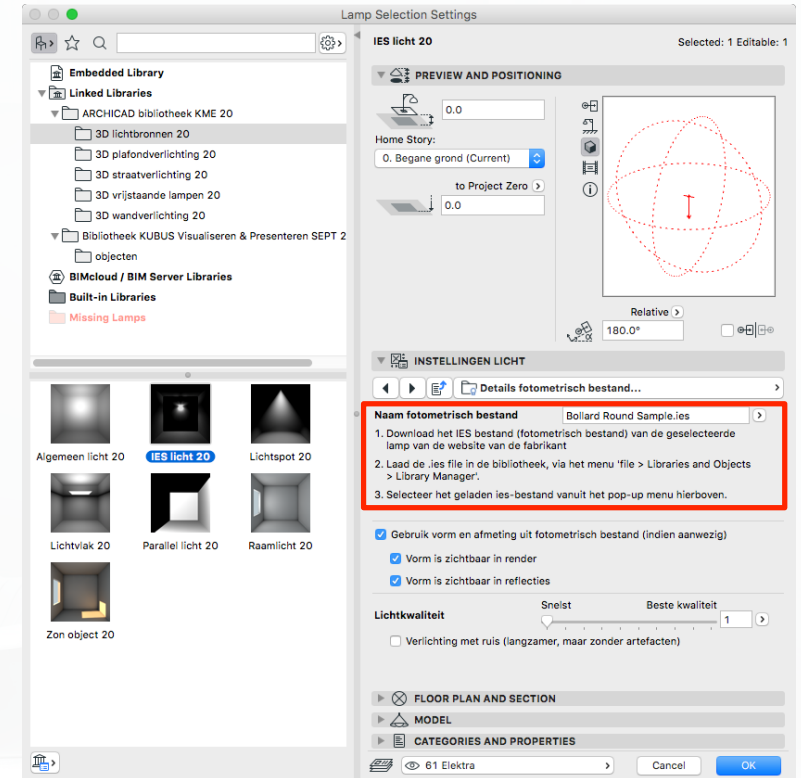 Lamp Selection Settings
Embedded Library
Linked Libraries
ARCHICAD bibliotheek KME 20
3D lichtbronnen 20
3D plafondverlichting 20
3D straatverlichting 20
3D vrijstaande lampen 20
3D wandverlichting 20
Bibliotheek KUBUS Visualiseren & Presenteren SEPT 2
objecten
BIMcloud / BIM Server Libraries
Built-in Libraries
Missing Lamps
Algemeen licht 20
IES licht 20
Lichtspot 20
Lichtvlak 20
Parallel licht 20
Raamlicht 20
Zon object 20
IES licht 20
Selected: 1 Editable: 1
PREVIEW AND POSITIONING
0.0
Home Story:
0. Begane grond (Current)
to Project Zero
0.0
Relative
180.0°
INSTELLINGEN LICHT
Details fotometrisch bestand...
Naam fotometrisch bestand
Bollard Round Sample.ies
1. Download het IES bestand (fotometrisch bestand) van de geselecteerde
lamp van de website van de fabrikant
2. Laad de .ies file in de bibliotheek, via het menu 'file > Libraries and Objects
> Library Manager'.
3. Selecteer het geladen ies-bestand vanuit het pop-up menu hierboven.
Gebruik vorm en afmeting uit fotometrisch bestand (indien aanwezig)
Vorm is zichtbaar in render
Vorm is zichtbaar in reflecties
Snelst
Beste kwaliteit
Lichtkwaliteit
1
Verlichting met ruis (langzamer, maar zonder artefacten)
FLOOR PLAN AND SECTION
MODEL
CATEGORIES AND PROPERTIES
61 Elektra
Cancel
OK